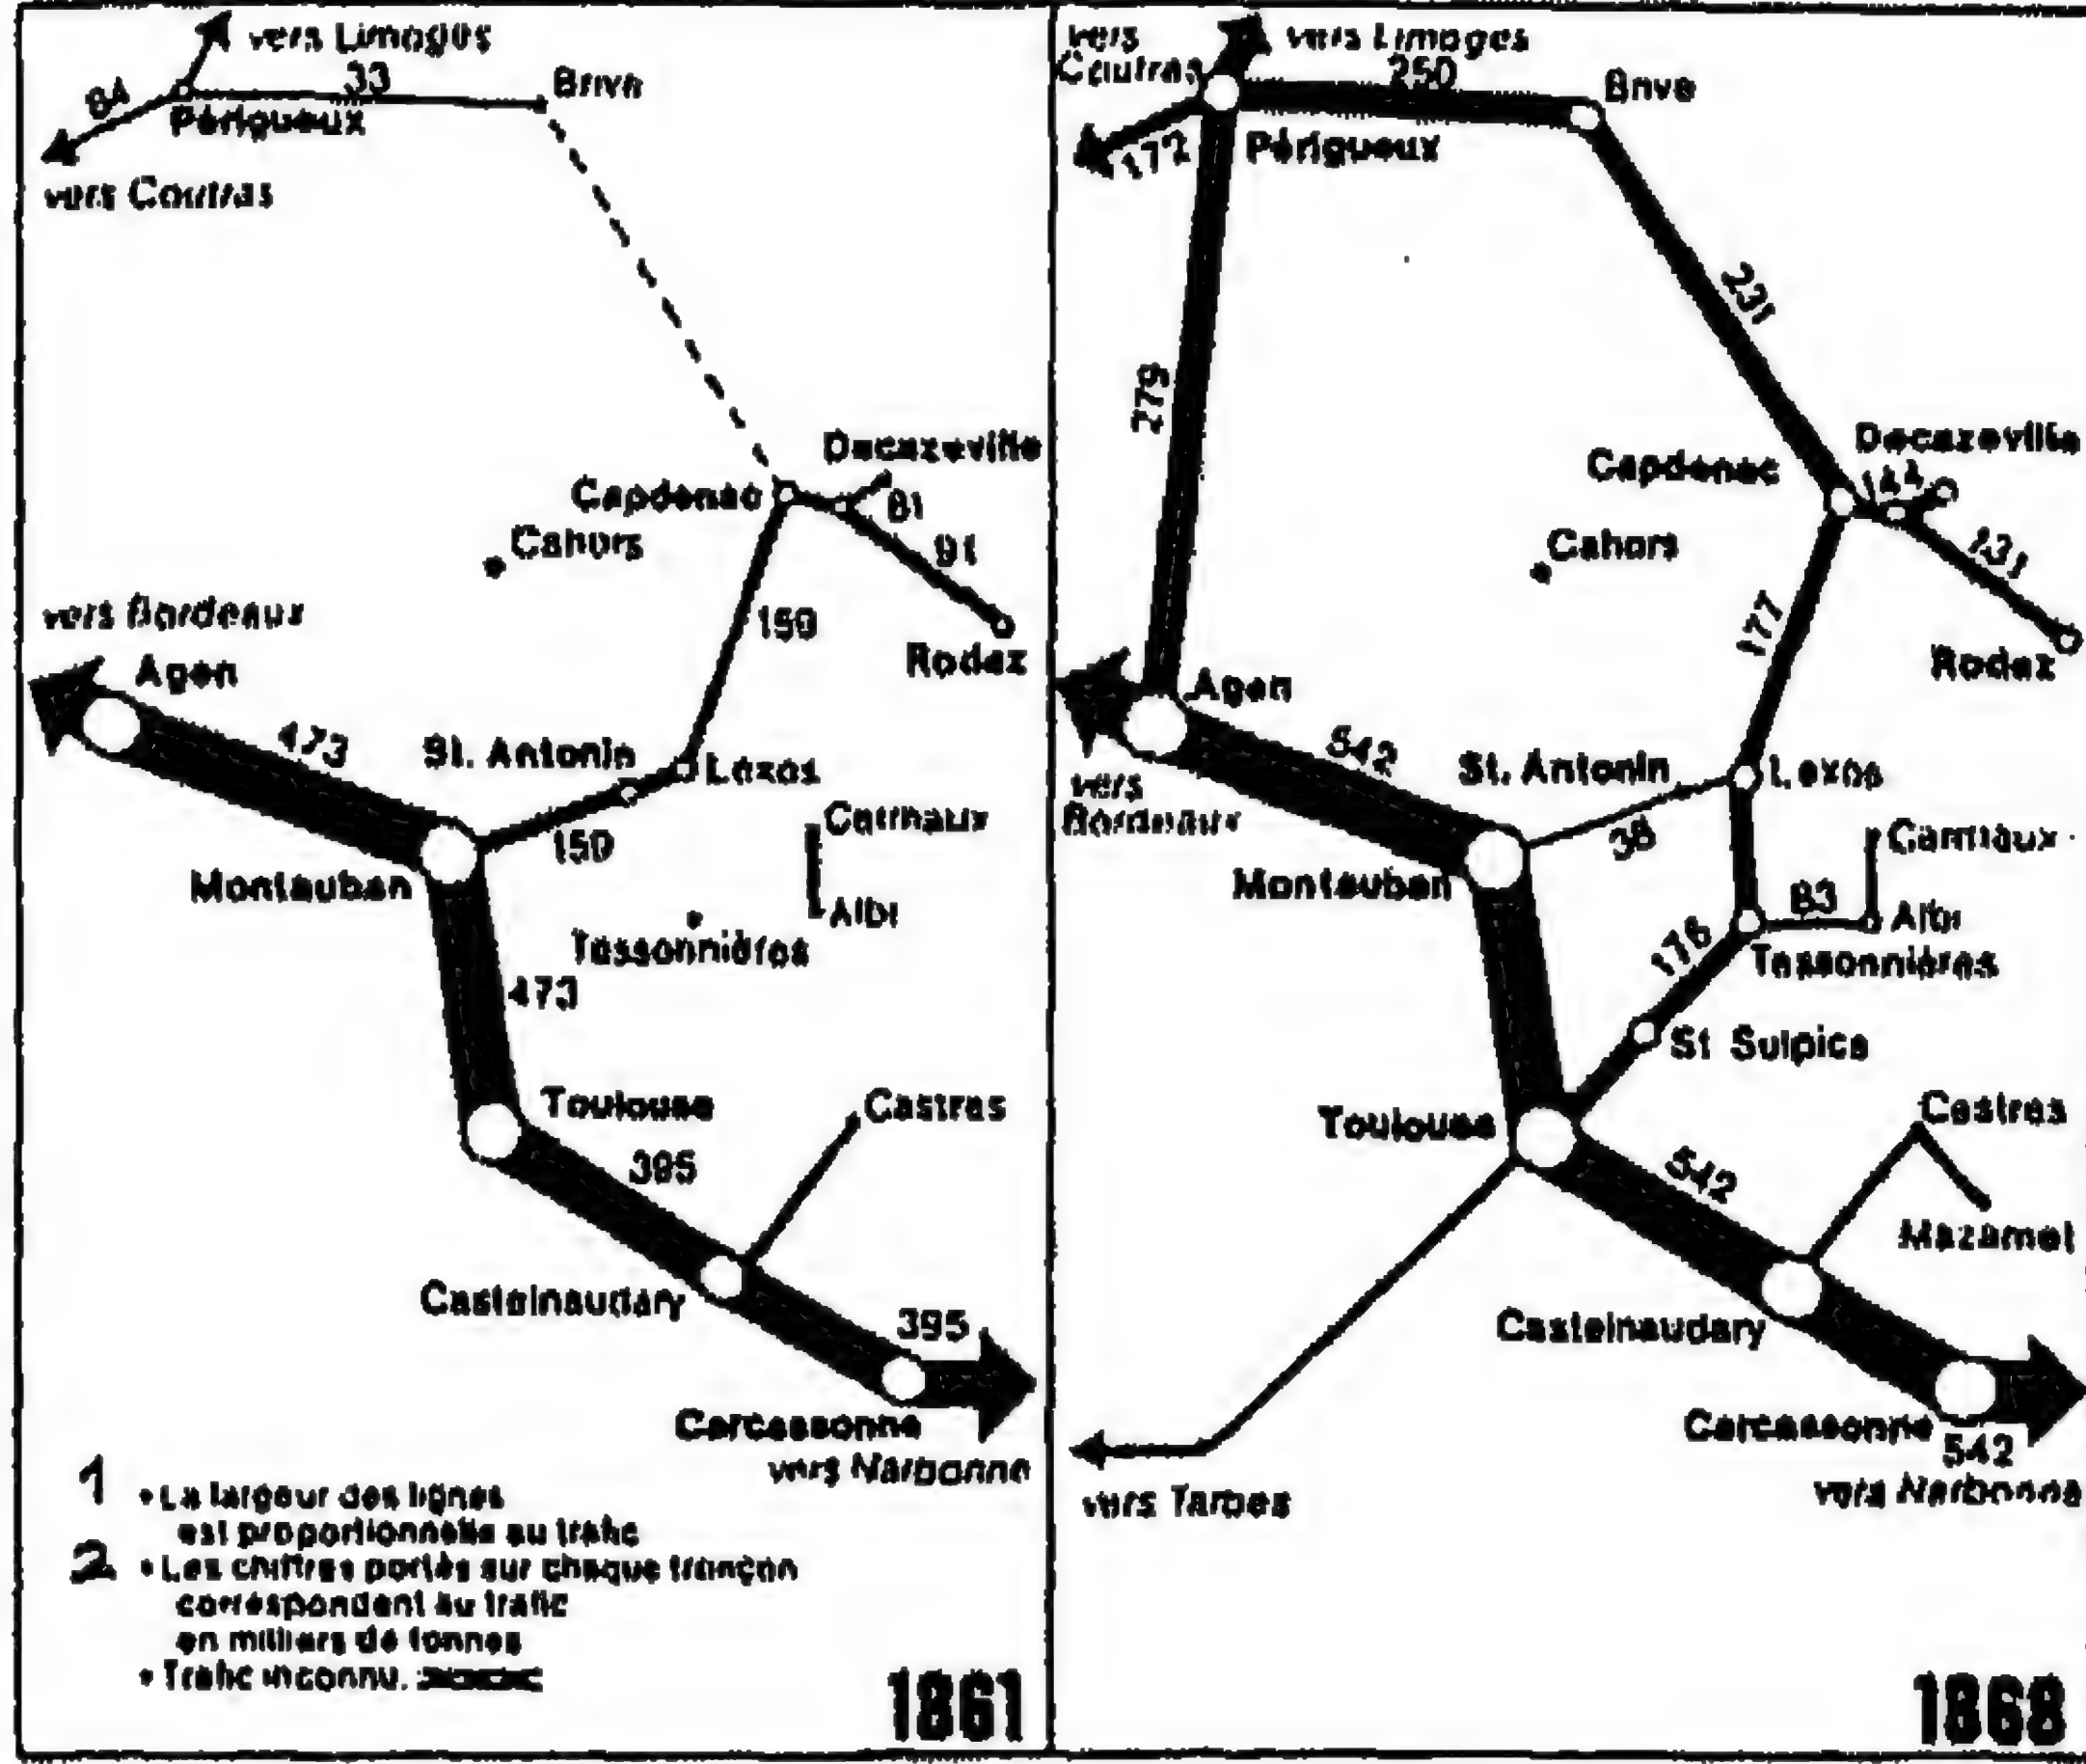 vers Limoges
33
Brive
84
Périgueux
vers Coutras
Decazeville
Capdenac
81
Cahors
91
150
vers Bordeaux
Rodez
Agen
473
St. Antonin
Lexos
Carmaux
150
Montauban
Albi
Tessonnières
473
Toulouse
Castres
395
Castelnaudary
395
Carcassonne
vers Narbonne
1 • La largeur des lignes
est proportionnelle au trafic
2 • Les chiffres portés sur chaque tronçon
correspondent au trafic
en milliers de tonnes
• Trafic inconnu.
1861
vers
Coutras
vers Limoges
250
Brive
172
Périgueux
231
279
Decazeville
Capdenac
144
Cahors
131
177
Rodez
Agen
542
St. Antonin
Lexos
vers
Bordeaux
38
Carmaux
Montauban
83
Albi
176
Tessonnières
St Sulpice
Toulouse
Castres
542
Mazamet
Castelnaudary
Carcassonne
542
vers Narbonne
vers Tarbes
1868